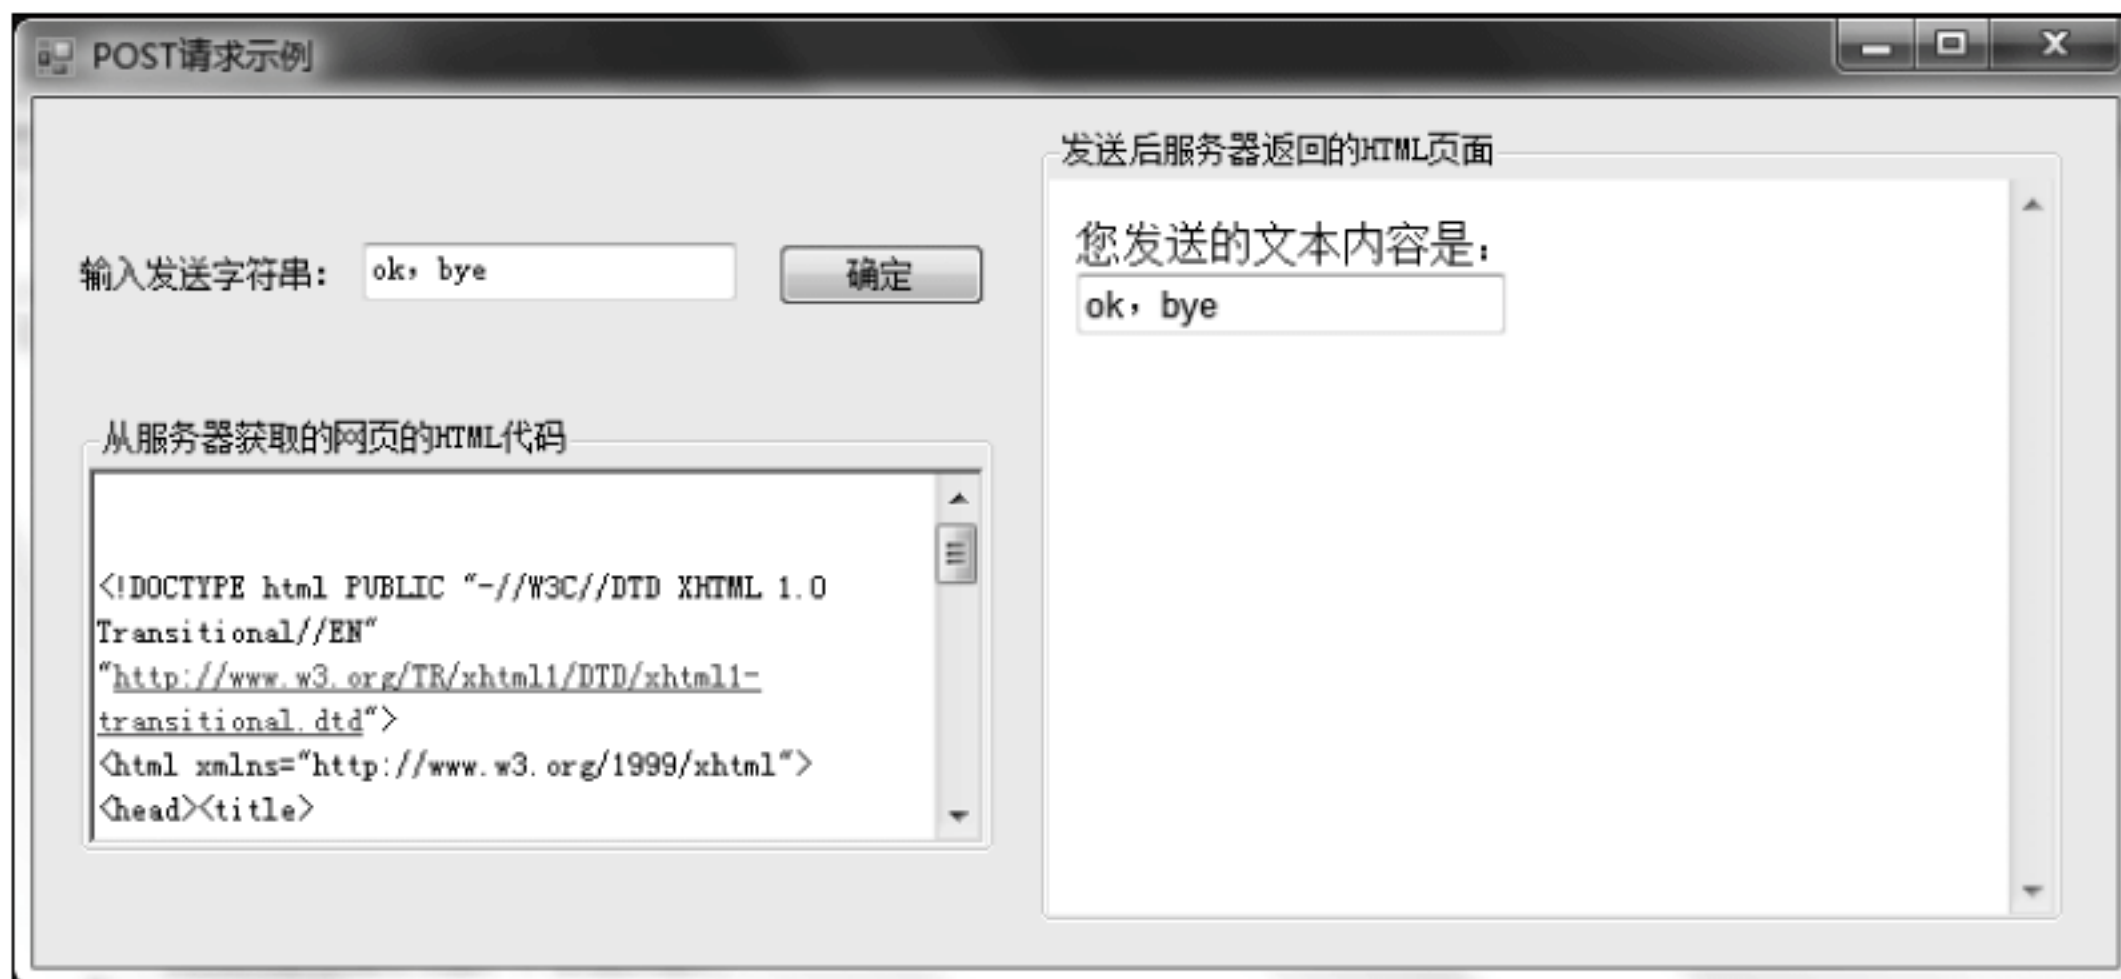 POST请求示例
输入发送字符串：
ok，bye
确定
从服务器获取的网页的HTML代码
<!DOCTYPE html PUBLIC "-//W3C//DTD XHTML 1.0
Transitional//EN"
"http://www.w3.org/TR/xhtml1/DTD/xhtml1-
transitional.dtd">
<html xmlns="http://www.w3.org/1999/xhtml">
<head><title>
发送后服务器返回的HTML页面
您发送的文本内容是：
ok，bye